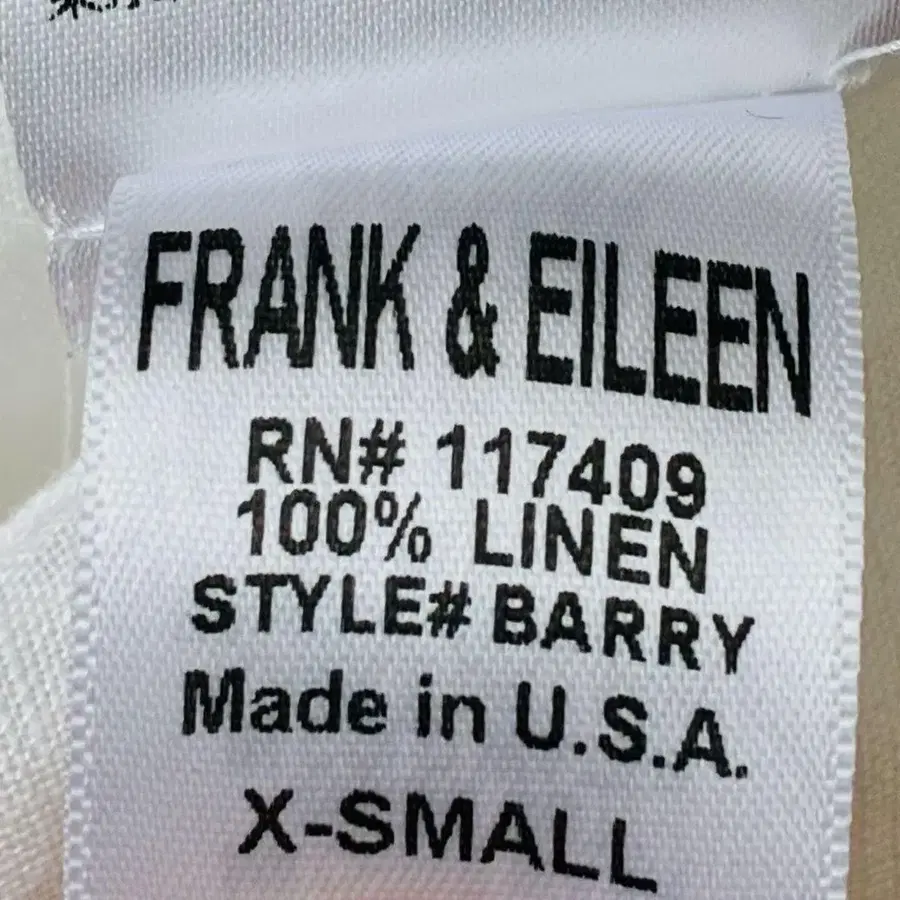 FRANK & EILEEN
RN# 117409
100% LINEN
STYLE# BARRY
Made in U.S.A.
X-SMALL